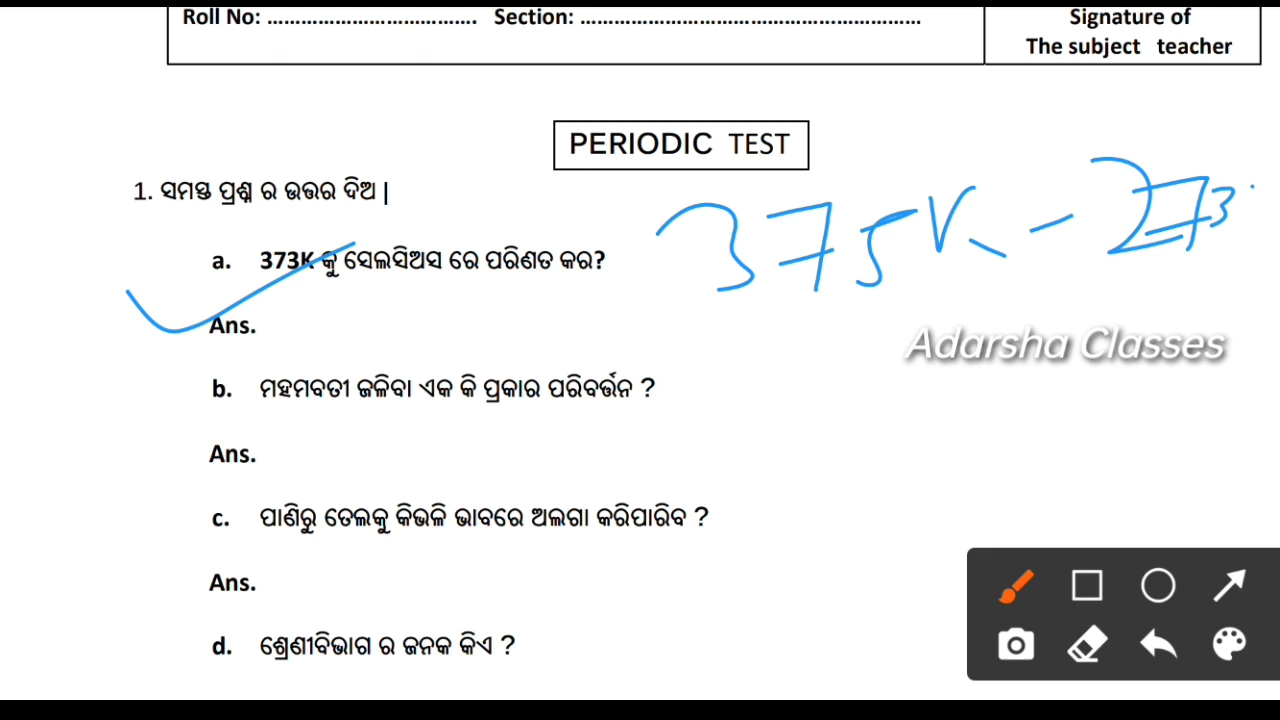 Roll No: ………………………………. Section: ……………………………………………………
Signature of
The subject teacher
PERIODIC TEST
1. ସମସ୍ତ ପ୍ରଶ୍ନ ର ଉତ୍ତର ଦିଅ |
375K - 273
a. 373K କୁ ସେଲସିଅସ ରେ ପରିଣତ କର?
Ans.
Adarsha Classes
b. ମହମବତୀ ଜଳିବା ଏକ କି ପ୍ରକାର ପରିବର୍ତ୍ତନ ?
Ans.
c. ପାଣିରୁ ତେଲକୁ କିଭଳି ଭାବରେ ଅଲଗା କରିପାରିବ ?
Ans.
d. ଶ୍ରେଣୀବିଭାଗ ର ଜନକ କିଏ ?